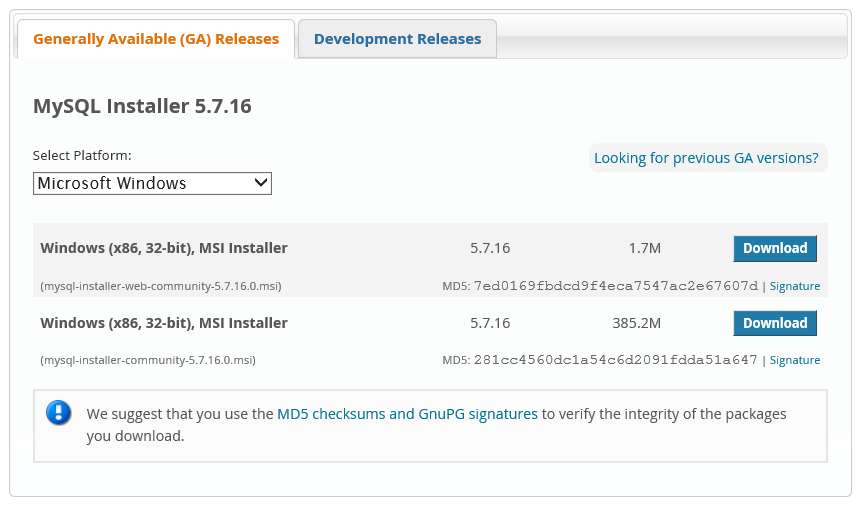 Generally Available (GA) Releases
Development Releases
MySQL Installer 5.7.16
Select Platform:
Looking for previous GA versions?
Microsoft Windows
Windows (x86, 32-bit), MSI Installer 5.7.16 1.7M Download
(mysql-installer-web-community-5.7.16.0.msi) MD5: 7ed0169fbdcd9f4eca7547ac2e67607d | Signature
Windows (x86, 32-bit), MSI Installer 5.7.16 385.2M Download
(mysql-installer-community-5.7.16.0.msi) MD5: 281cc4560dc1a54c6d2091fdda51a647 | Signature
We suggest that you use the MD5 checksums and GnuPG signatures to verify the integrity of the packages
you download.